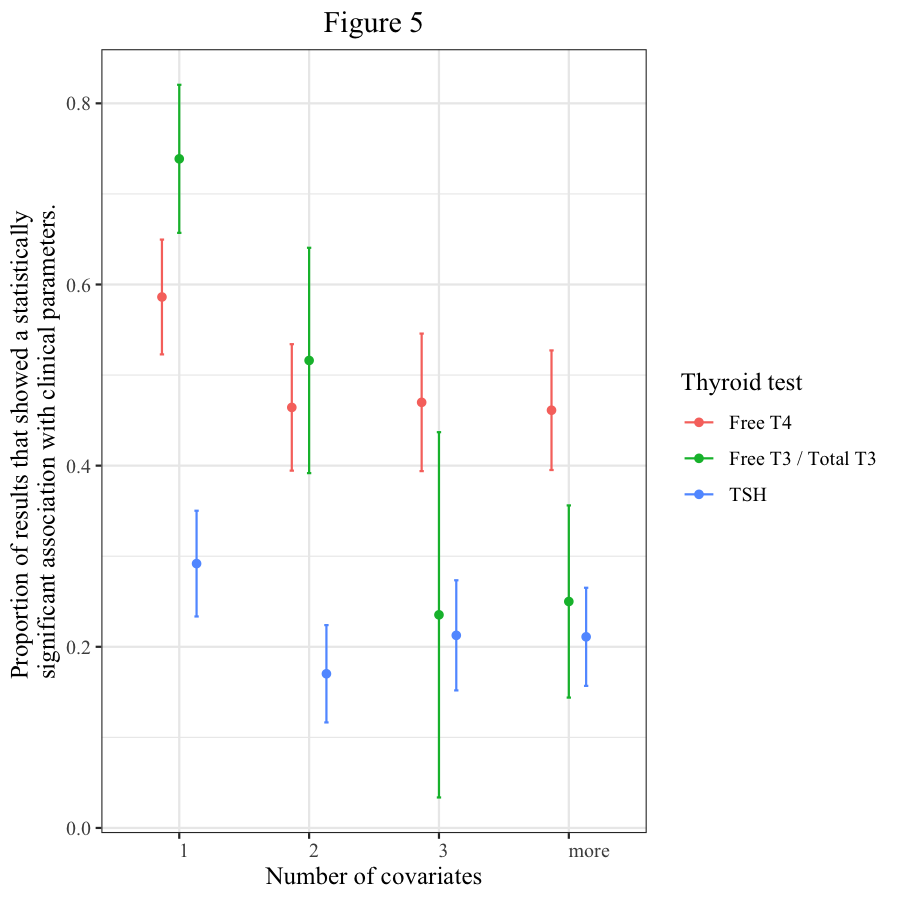 Figure 5
Proportion of results that showed a statistically
significant association with clinical parameters.
0.8
0.6
0.4
0.2
0.0
1
2
3
more
Number of covariates
Thyroid test
Free T4
Free T3 / Total T3
TSH